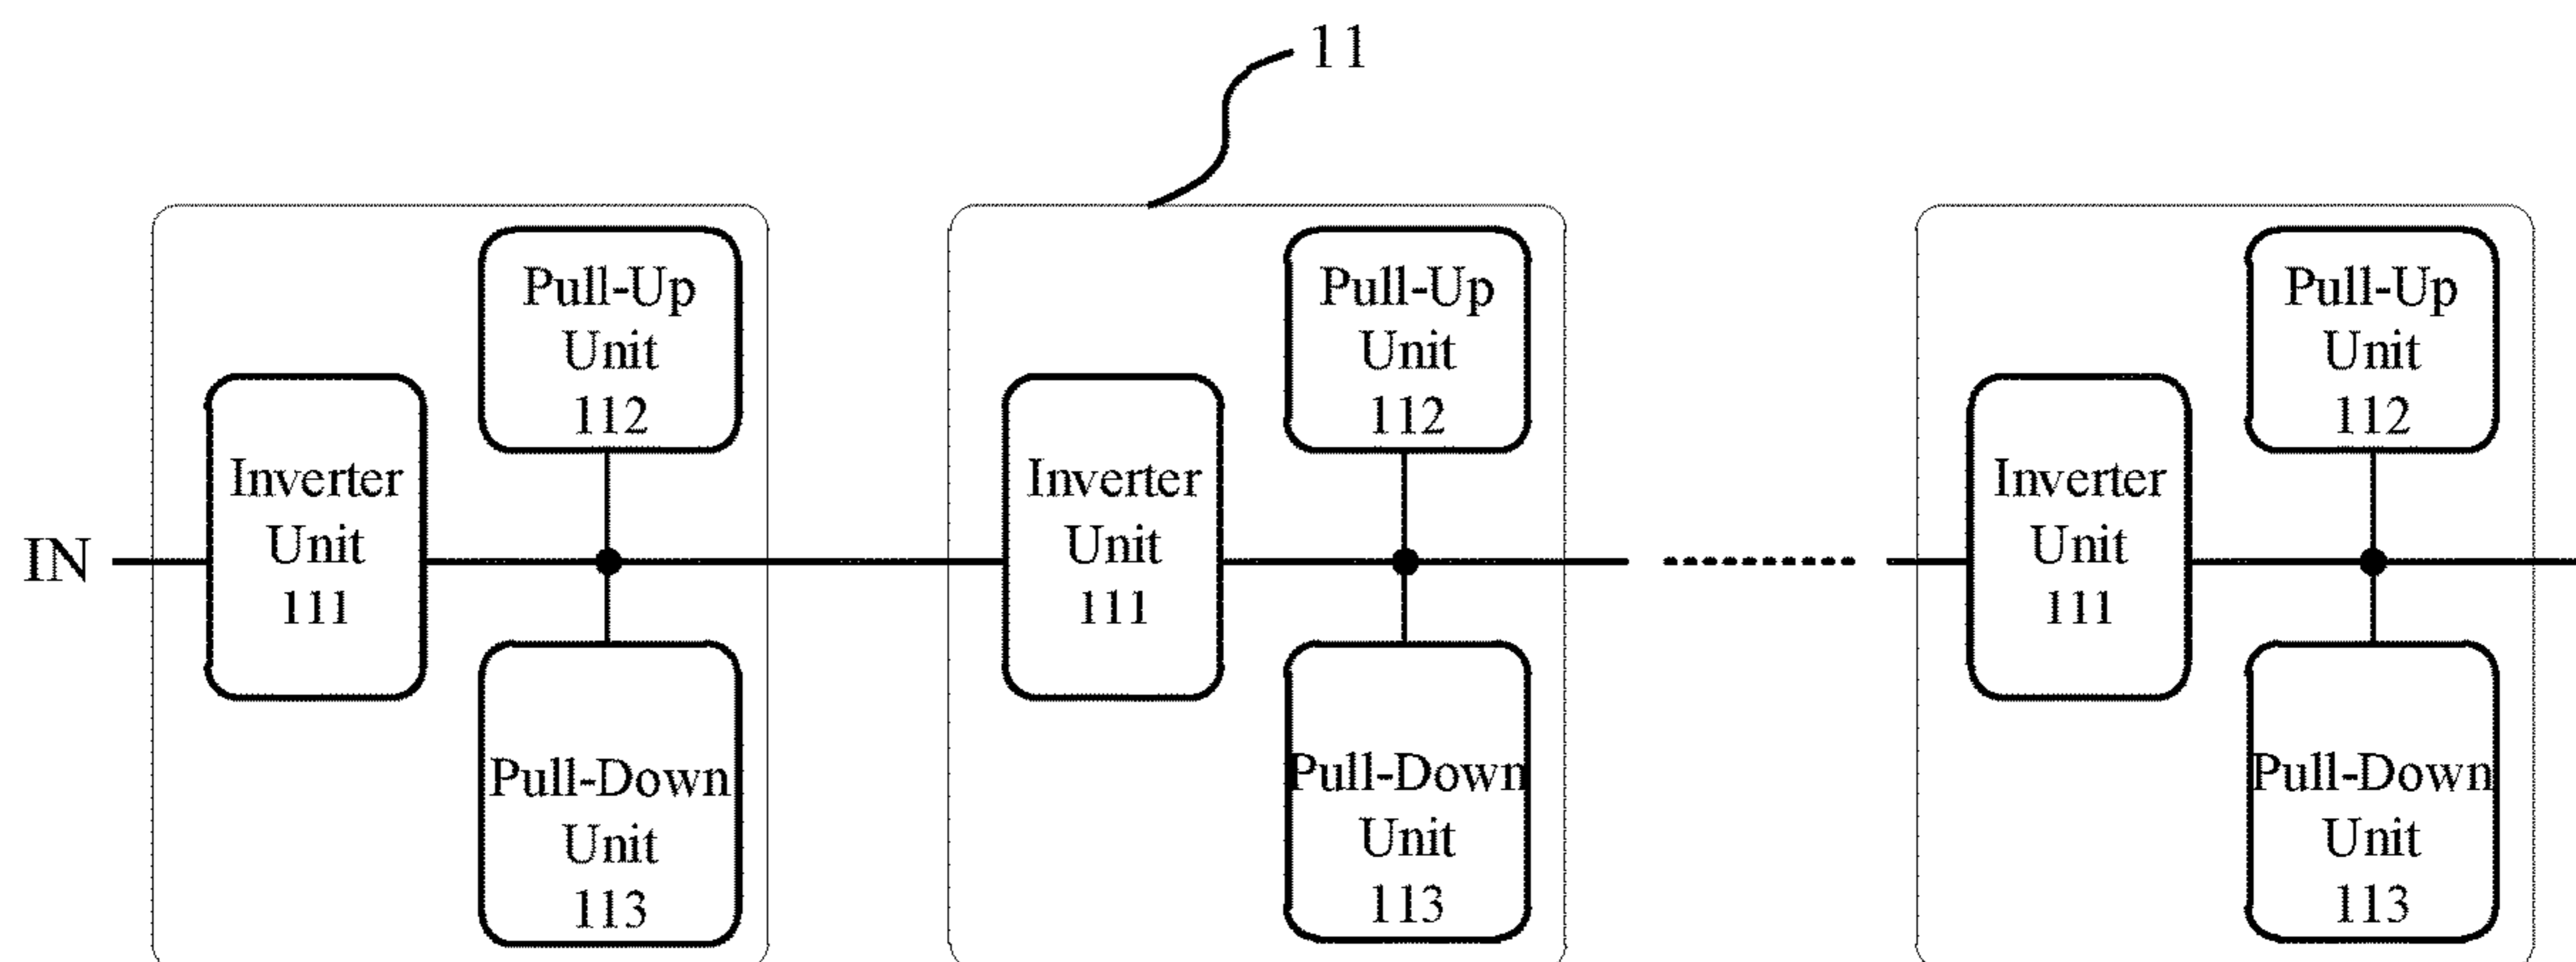 11
Pull-Up
Unit
112
Pull-Up
Unit
112
Pull-Up
Unit
112
IN
Inverter
Unit
111
Inverter
Unit
111
Inverter
Unit
111
Pull-Down
Unit
113
Pull-Down
Unit
113
Pull-Down
Unit
113